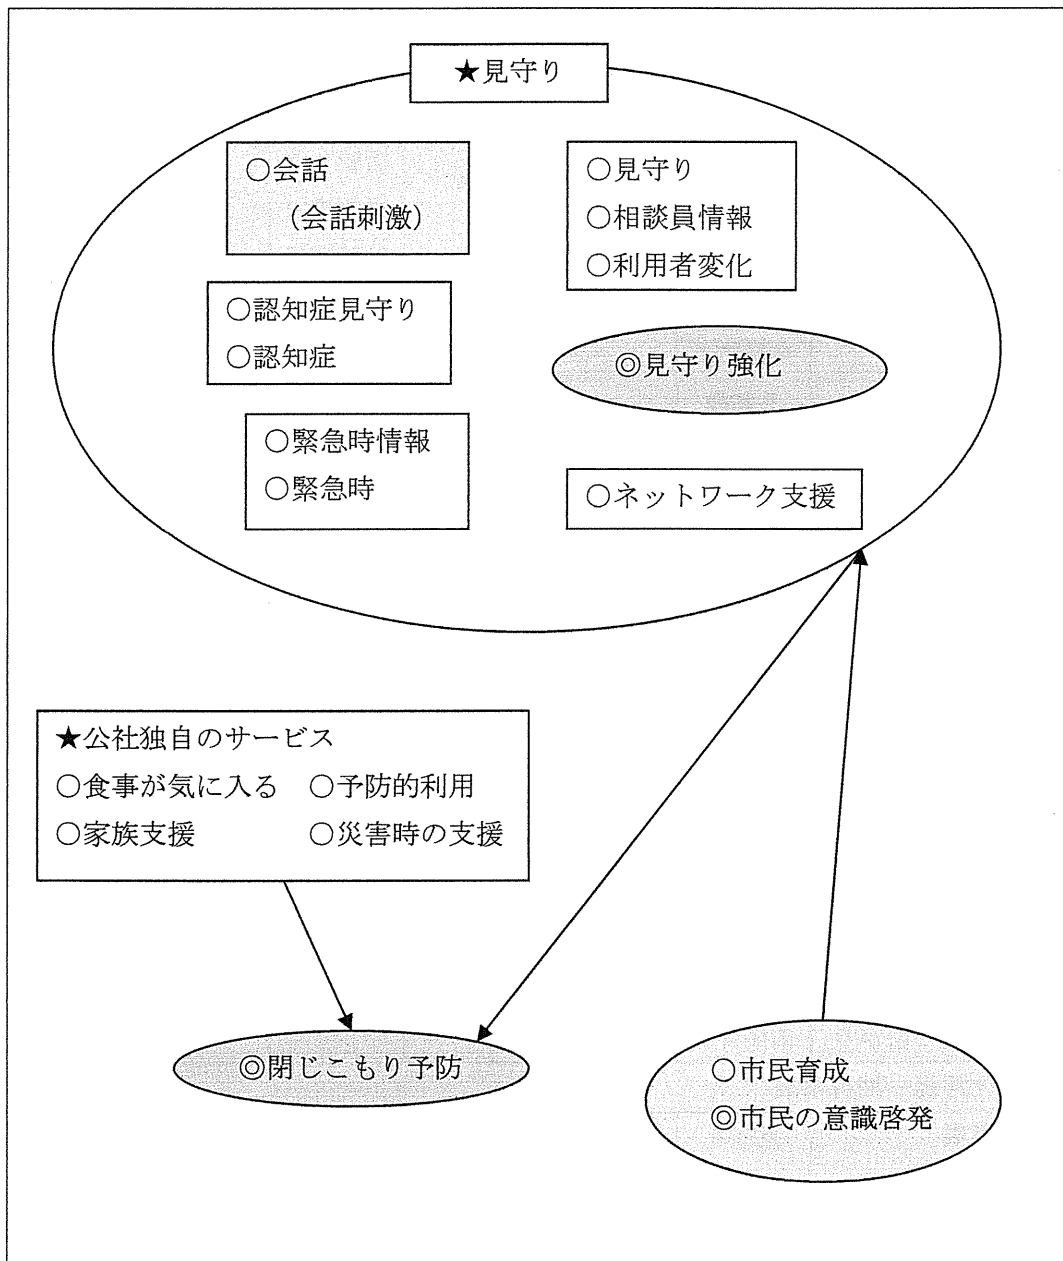 ★見守り
○会話
(会話刺激)
○見守り
○相談員情報
○利用者変化
○認知症見守り
○認知症
◎見守り強化
○緊急時情報
○緊急時
○ネットワーク支援
★公社独自のサービス
○食事が気に入る ○予防的利用
○家族支援 ○災害時の支援
◎閉じこもり予防
○市民育成
◎市民の意識啓発